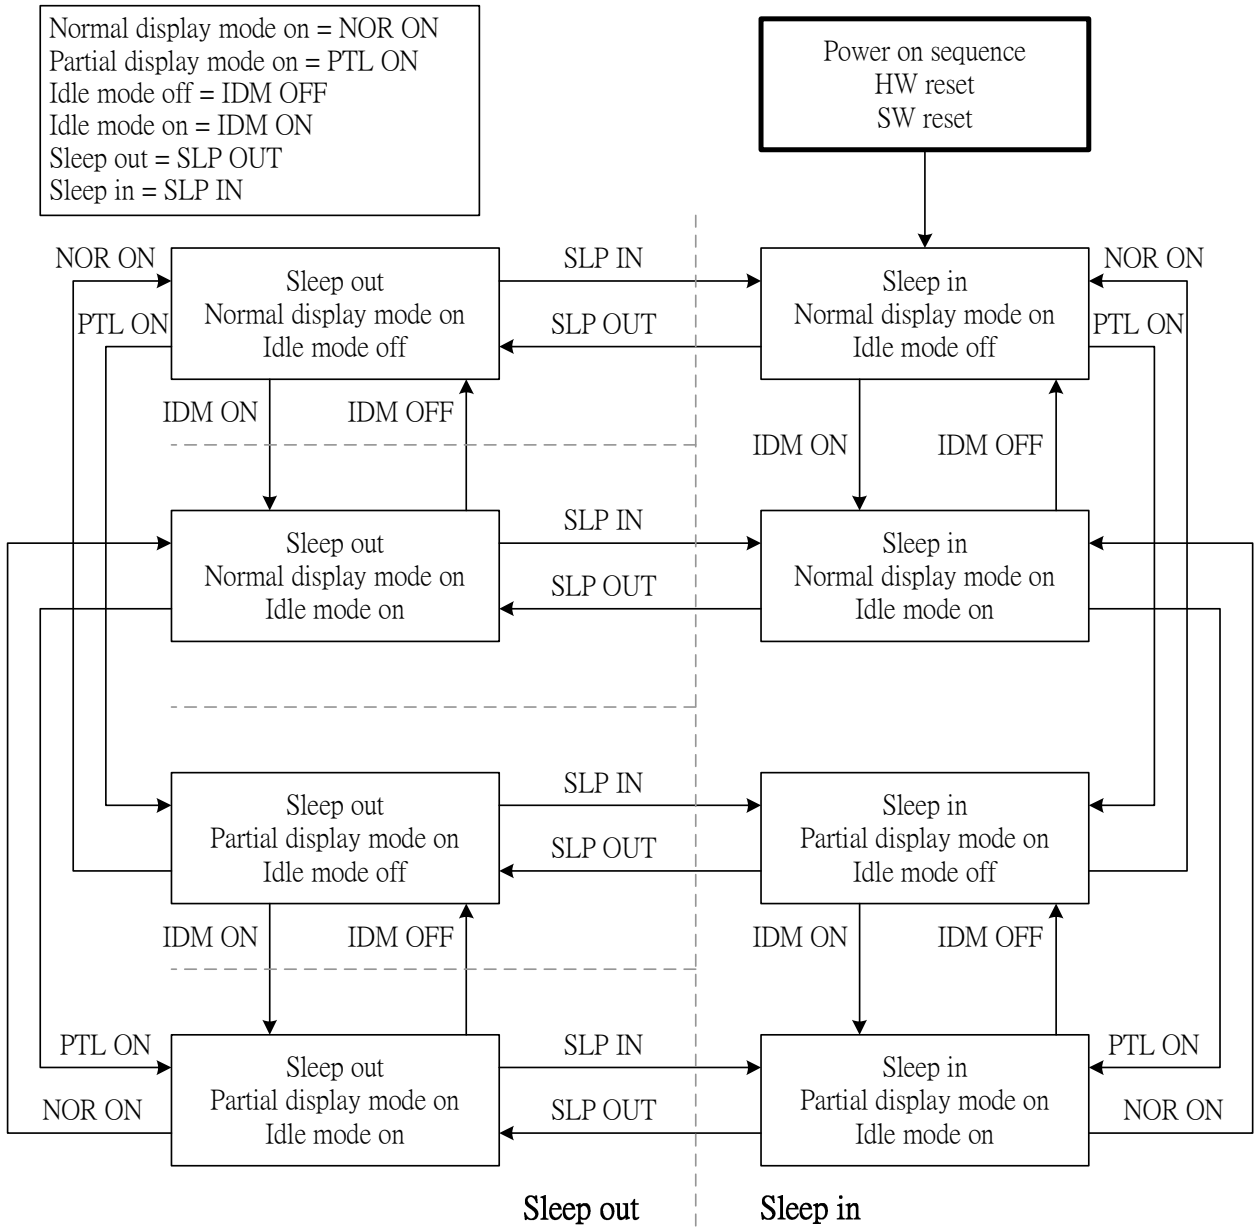 Normal display mode on = NOR ON
Partial display mode on = PTL ON
Idle mode off = IDM OFF
Idle mode on = IDM ON
Sleep out = SLP OUT
Sleep in = SLP IN
Power on sequence
HW reset
SW reset
NOR ON
Sleep out
Normal display mode on
Idle mode off
SLP IN
SLP OUT
Sleep in
Normal display mode on
Idle mode off
NOR ON
PTL ON
PTL ON
IDM ON
IDM OFF
IDM ON
IDM OFF
Sleep out
Normal display mode on
Idle mode on
SLP IN
SLP OUT
Sleep in
Normal display mode on
Idle mode on
Sleep out
Partial display mode on
Idle mode off
SLP IN
SLP OUT
Sleep in
Partial display mode on
Idle mode off
IDM ON
IDM OFF
IDM ON
IDM OFF
PTL ON
NOR ON
Sleep out
Partial display mode on
Idle mode on
SLP IN
SLP OUT
Sleep in
Partial display mode on
Idle mode on
PTL ON
NOR ON
Sleep out
Sleep in